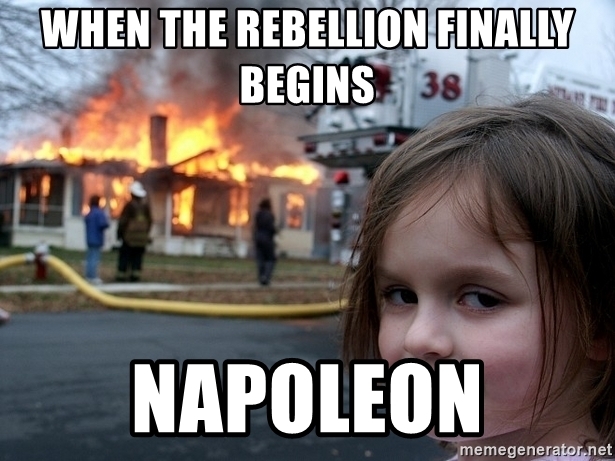 WHEN THE REBELLION FINALLY
BEGINS
38
NAPOLEON
memegenerator.net